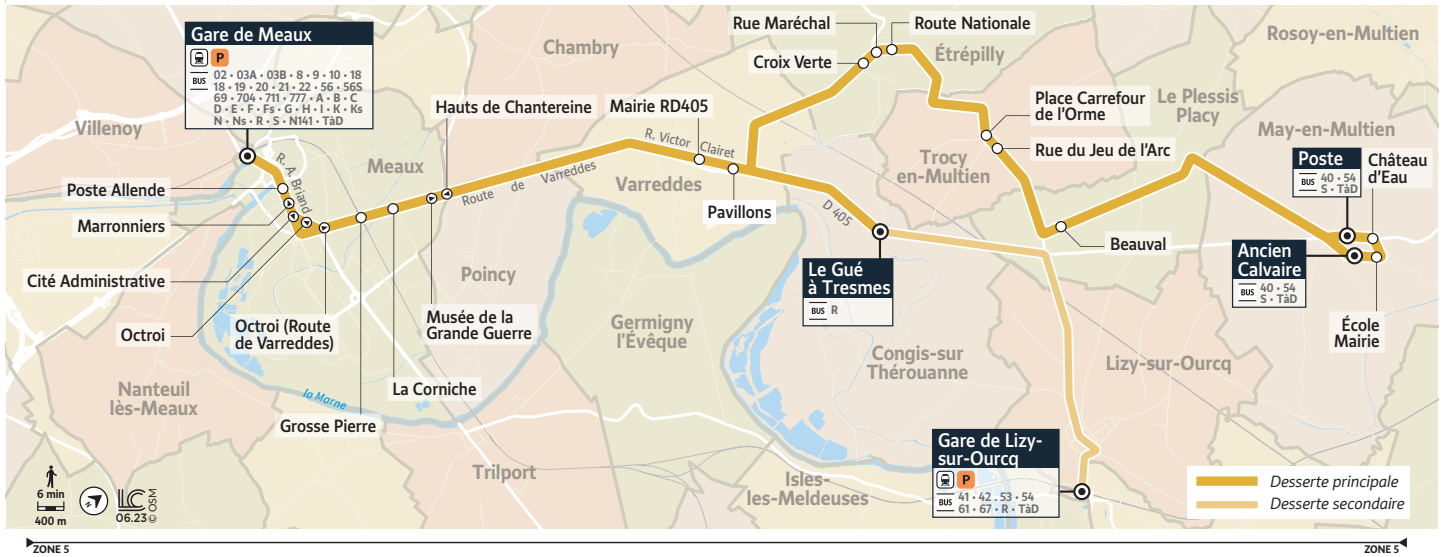 Gare de Meaux
P
BUS
02 • 03A • 03B • 8 • 9 • 10 • 18
18 • 19 • 20 • 21 • 22 • 56 • 56S
69 • 704 • 711 • 777 • A • B • C
D • E • F • Fs • G • H • I • K • Ks
N • Ns • R • S • N141 • TàD
Villenoy
Chambry
Rue Maréchal
Route Nationale
Croix Verte
Étrépilly
Rosoy-en-Multien
Hauts de Chantereine
Mairie RD405
Place Carrefour
de l'Orme
Le Plessis
Placy
May-en-Multien
Meaux
R. A. Briand
R. Victor Clairet
Route de Varreddes
Varreddes
Trocy
en-Multien
Rue du Jeu de l'Arc
Poste
BUS
40 • 54
S • TàD
Château
d'Eau
Poste Allende
Marronniers
Pavillons
D 405
Beauval
Cité Administrative
Poincy
Le Gué
à Tresmes
BUS
R
Ancien
Calvaire
BUS
40 • 54
S • TàD
Octroi
Octroi (Route
de Varreddes)
Musée de la
Grande Guerre
Germigny
l'Évêque
École
Mairie
Congis-sur
Thérouanne
Lizy-sur-Ourcq
Nanteuil
lès-Meaux
la Marne
La Corniche
Grosse Pierre
Trilport
Isles-
les-Meldeuses
Gare de Lizy-
sur-Ourcq
P
BUS
41 • 42 • 53 • 54
61 • 67 • R • TàD
Desserte principale
Desserte secondaire
6 min
400 m
LC
06.23
© OSM
ZONE 5
ZONE 5